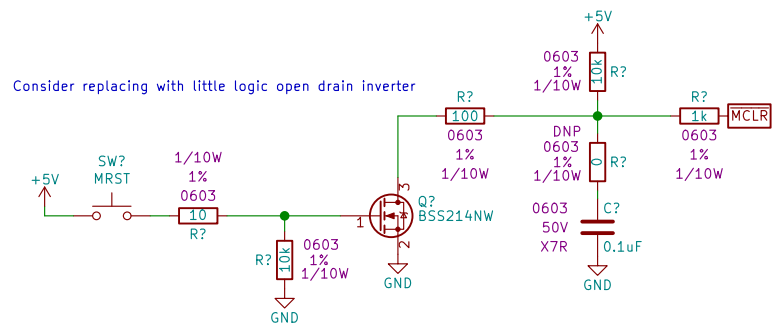 +5V
0603
1%
1/10W
10k
R?
Consider replacing with little logic open drain inverter
R?
100
0603
1%
1/10W
R?
1k
MCLR
0603
1%
1/10W
DNP
0603
1%
1/10W
0
R?
1/10W
1%
0603
10
R?
SW?
MRST
+5V
3
Q?
BSS214NW
1
2
GND
0603
50V
X7R
C?
0.1uF
GND
R?
10k
0603
1%
1/10W
GND